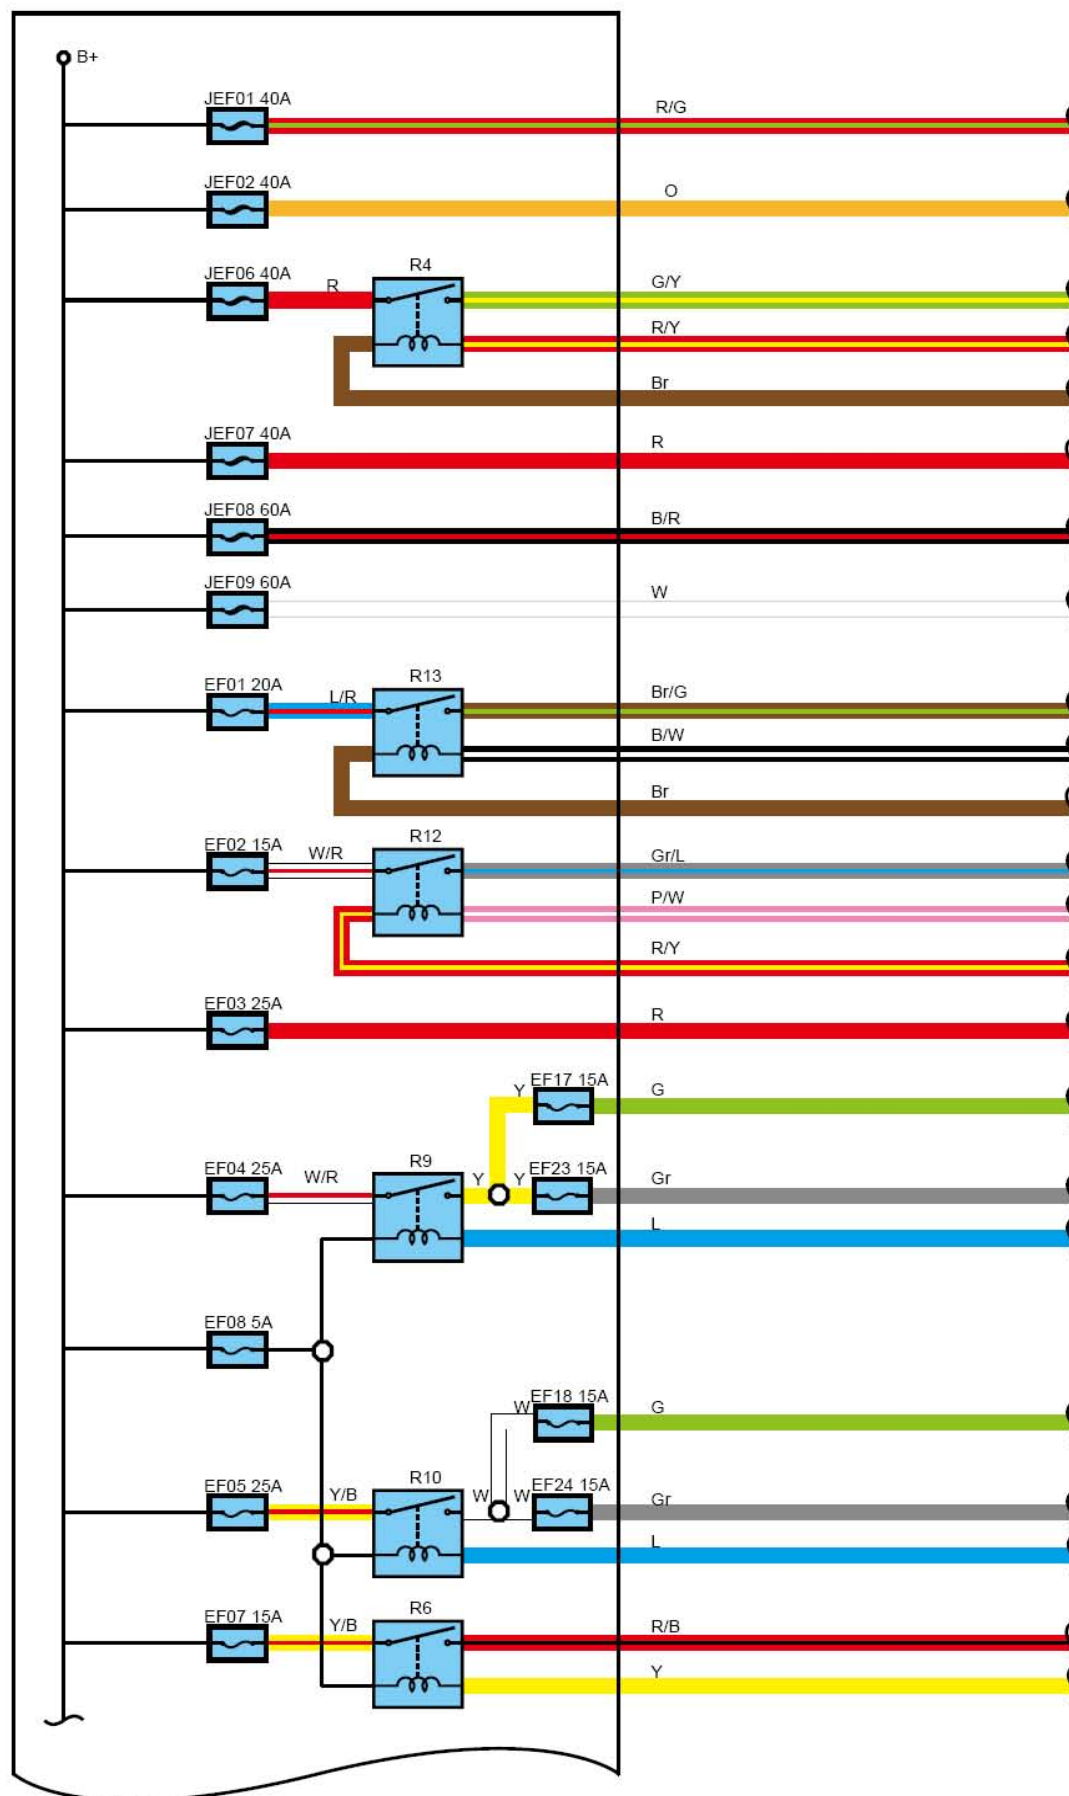 B+
JEF01 40A
R/G
JEF02 40A
O
R4
JEF06 40A
R
G/Y
R/Y
Br
JEF07 40A
R
JEF08 60A
B/R
JEF09 60A
W
R13
EF01 20A
L/R
Br/G
B/W
Br
R12
EF02 15A
W/R
Gr/L
P/W
R/Y
EF03 25A
R
Y
EF17 15A
G
R9
EF04 25A
W/R
Y
Y
EF23 15A
Gr
L
EF08 5A
W
EF18 15A
G
R10
EF05 25A
Y/B
W
W
EF24 15A
Gr
L
R6
EF07 15A
Y/B
R/B
Y